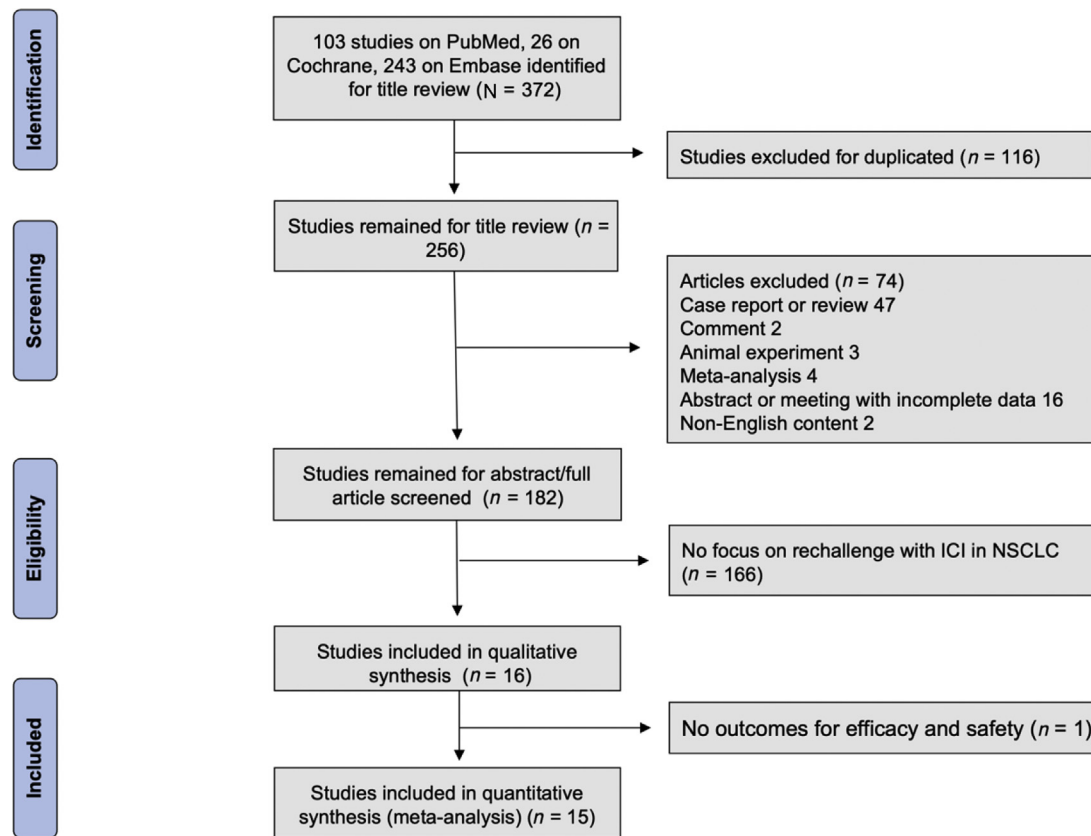 Identification
103 studies on PubMed, 26 on
Cochrane, 243 on Embase identified
for title review (N = 372)
Studies excluded for duplicated (n = 116)
Screening
Studies remained for title review (n =
256)
Articles excluded (n = 74)
Case report or review 47
Comment 2
Animal experiment 3
Meta-analysis 4
Abstract or meeting with incomplete data 16
Non-English content 2
Eligibility
Studies remained for abstract/full
article screened (n = 182)
No focus on rechallenge with ICI in NSCLC
(n = 166)
Studies included in qualitative
synthesis (n = 16)
Included
No outcomes for efficacy and safety (n = 1)
Studies included in quantitative
synthesis (meta-analysis) (n = 15)